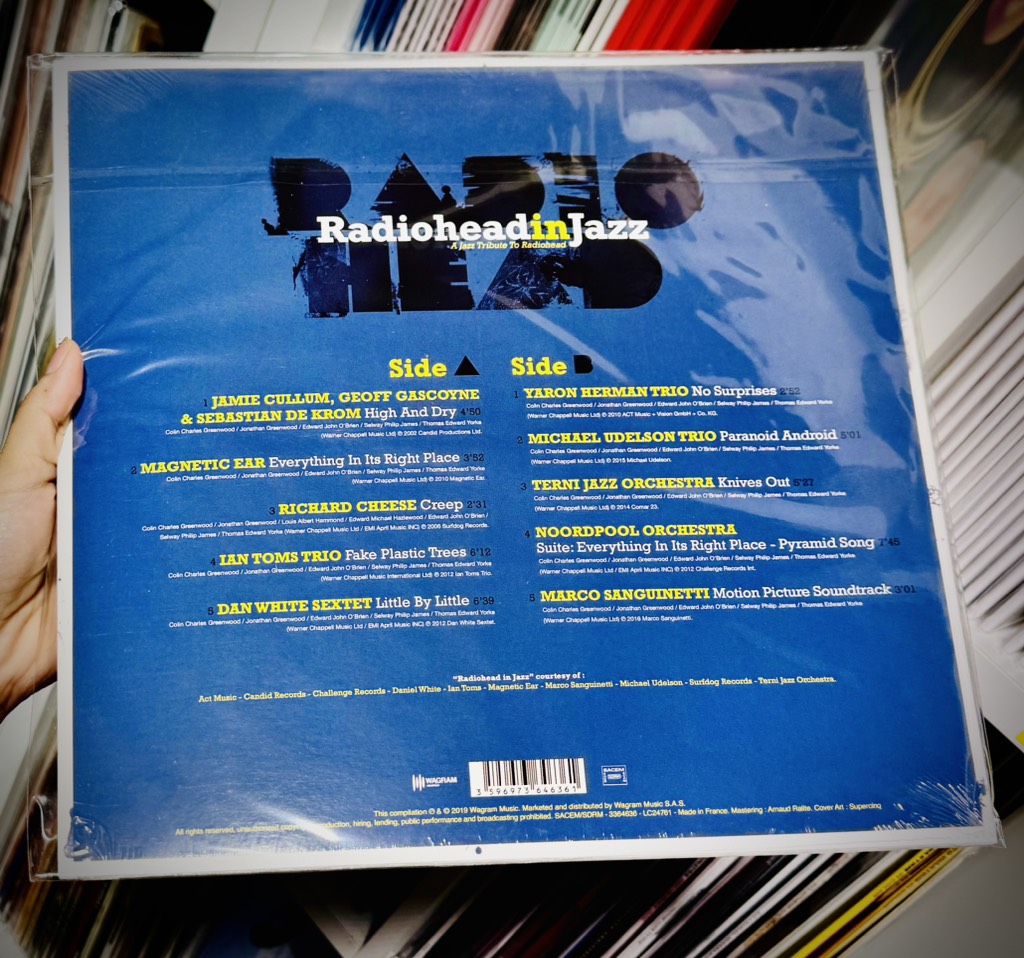 RADIO
HEAD
RadioheadinJazz
A Jazz Tribute To Radiohead
Side A
1 JAMIE CULLUM, GEOFF GASCOYNE
& SEBASTIAN DE KROM High And Dry 4'50
Colin Charles Greenwood / Jonathan Greenwood / Edward John O'Brien / Selway Philip James / Thomas Edward Yorke
(Warner Chappell Music Ltd) ℗ 2002 Candid Productions Ltd.
2 MAGNETIC EAR Everything In Its Right Place 3'52
Colin Charles Greenwood / Jonathan Greenwood / Edward John O'Brien / Selway Philip James / Thomas Edward Yorke
(Warner Chappell Music Ltd) ℗ 2010 Magnetic Ear.
3 RICHARD CHEESE Creep 2'31
Colin Charles Greenwood / Jonathan Greenwood / Louis Albert Hammond / Edward Michael Hazlewood / Edward John O'Brien /
Selway Philip James / Thomas Edward Yorke (Warner Chappell Music Ltd / EMI April Music INC) ℗ 2006 Surfdog Records.
4 IAN TOMS TRIO Fake Plastic Trees 6'12
Colin Charles Greenwood / Jonathan Greenwood / Edward John O'Brien / Selway Philip James / Thomas Edward Yorke
(Warner Chappell Music International Ltd) ℗ 2012 Ian Toms Trio.
5 DAN WHITE SEXTET Little By Little 6'39
Colin Charles Greenwood / Jonathan Greenwood / Edward John O'Brien / Selway Philip James / Thomas Edward Yorke
(Warner Chappell Music Ltd / EMI April Music INC) ℗ 2012 Dan White Sextet.
Side B
1 YARON HERMAN TRIO No Surprises 2'52
Colin Charles Greenwood / Jonathan Greenwood / Edward John O'Brien / Selway Philip James / Thomas Edward Yorke
(Warner Chappell Music Ltd) ℗ 2010 ACT Music + Vision GmbH + Co. KG.
2 MICHAEL UDELSON TRIO Paranoid Android 5'01
Colin Charles Greenwood / Jonathan Greenwood / Edward John O'Brien / Selway Philip James / Thomas Edward Yorke
(Warner Chappell Music Ltd) ℗ 2015 Michael Udelson.
3 TERNI JAZZ ORCHESTRA Knives Out 5'27
Colin Charles Greenwood / Jonathan Greenwood / Edward John O'Brien / Selway Philip James / Thomas Edward Yorke
(Warner Chappell Music Ltd) ℗ 2014 Comar 23.
4 NOORDPOOL ORCHESTRA
Suite: Everything In Its Right Place - Pyramid Song 7'45
Colin Charles Greenwood / Jonathan Greenwood / Edward John O'Brien / Selway Philip James / Thomas Edward Yorke
(Warner Chappell Music Ltd / EMI April Music INC) ℗ 2012 Challenge Records Int.
5 MARCO SANGUINETTI Motion Picture Soundtrack 3'01
Colin Charles Greenwood / Jonathan Greenwood / Edward John O'Brien / Selway Philip James / Thomas Edward Yorke
(Warner Chappell Music Ltd) ℗ 2016 Marco Sanguinetti.
"Radiohead in Jazz" courtesy of :
Act Music - Candid Records - Challenge Records - Daniel White - Ian Toms - Magnetic Ear - Marco Sanguinetti - Michael Udelson - Surfdog Records - Terni Jazz Orchestra.
WAGRAM
3 596973 646361
SACEM
This compilation ℗ & © 2019 Wagram Music. Marketed and distributed by Wagram Music S.A.S.
All rights reserved, unauthorized hiring, lending, public performance and broadcasting prohibited. SACEM/SDRM - 3364636 - LC24761 - Made in France. Mastering : Arnaud Ralite. Cover Art : Supercinq